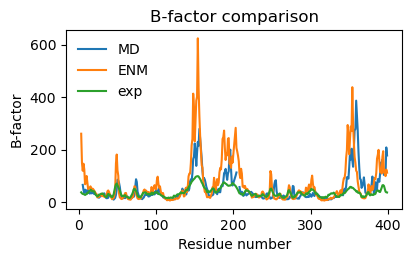 B-factor comparison
600
400
200
0
B-factor
MD
ENM
exp
0 100 200 300 400
Residue number